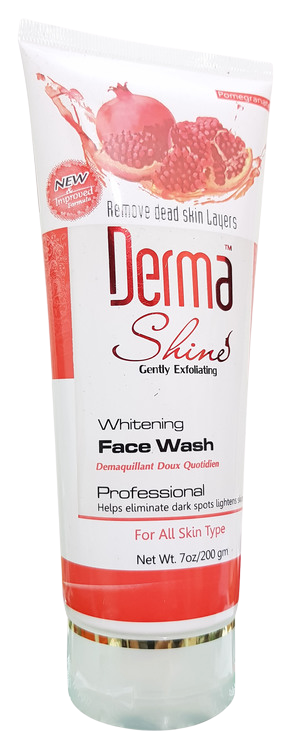 Pomegranate
NEW
&
Improved
Formula
Remove dead skin Layers
Derma™
Shine
Gently Exfoliating
Whitening
Face Wash
Demaquillant Doux Quotidien
Professional
Helps eliminate dark spots lightens
For All Skin Type
Net Wt. 7oz/200 gm